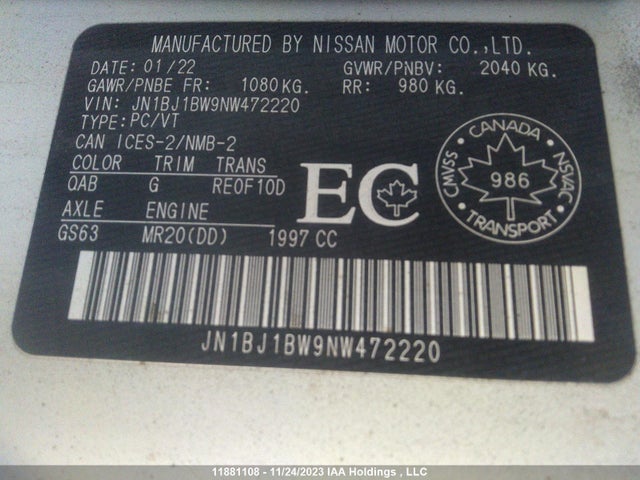 MANUFACTURED BY NISSAN MOTOR CO.,LTD.
DATE: 01/22 GVWR/PNBV: 2040 KG.
GAWR/PNBE FR: 1080KG. RR: 980 KG.
VIN: JN1BJ1BW9NW472220
TYPE: PC/VT
CAN ICES-2/NMB-2
COLOR TRIM TRANS
QAB G RE0F10D
AXLE ENGINE
GS63 MR20(DD) 1997 CC
EC
CANADA
CMVSS
NSVAC
986
TRANSPORT
JN1BJ1BW9NW472220
11881108 - 11/24/2023 IAA Holdings , LLC